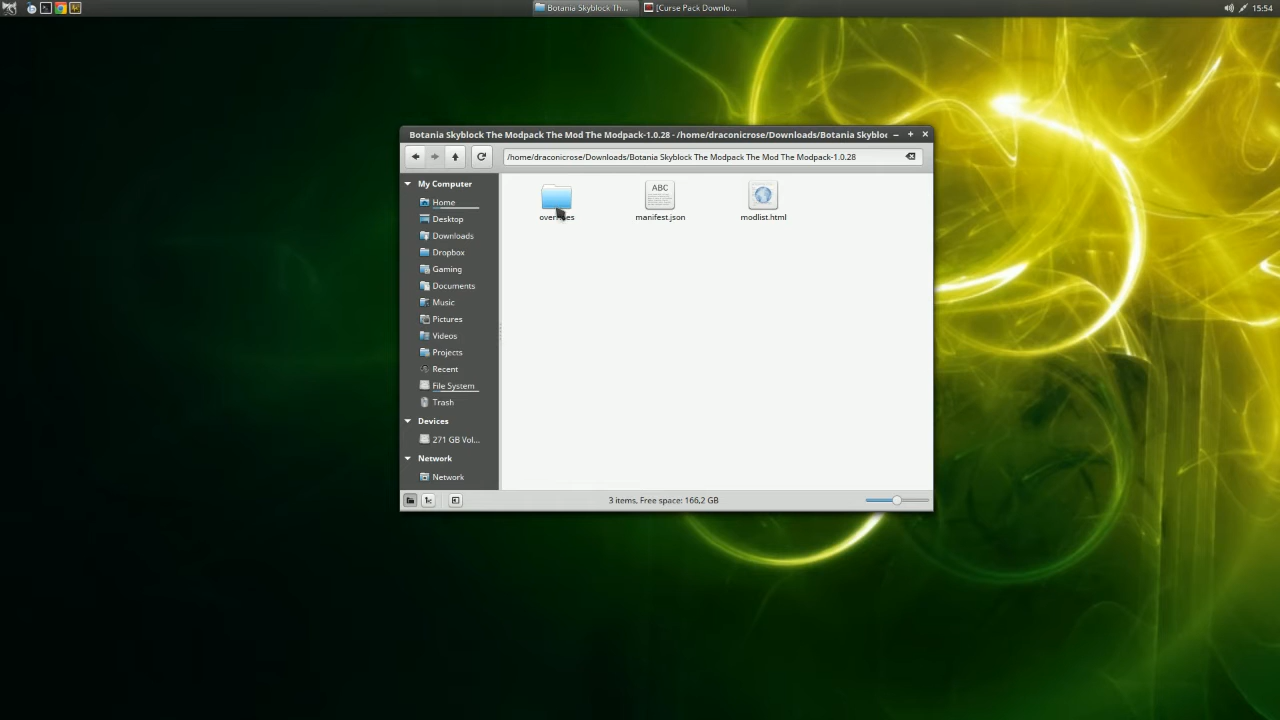 Botania Skyblock Th...
[Curse Pack Downlo...
15:54
Botania Skyblock The Modpack The Mod The Modpack-1.0.28 - /home/draconicrose/Downloads/Botania Skybloc
/home/draconicrose/Downloads/Botania Skyblock The Modpack The Mod The Modpack-1.0.28
My Computer
Home
Desktop
Downloads
Dropbox
Gaming
Documents
Music
Pictures
Videos
Projects
Recent
File System
Trash
Devices
271 GB Vol...
Network
Network
ABC
manifest.json
modlist.html
3 items, Free space: 166,2 GB